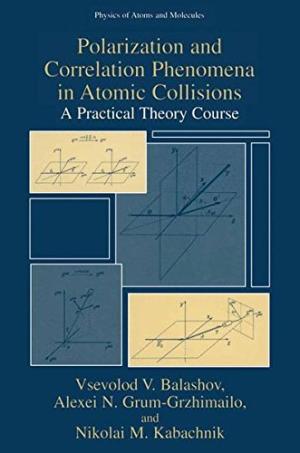 Physics of Atoms and Molecules
Polarization and
Correlation Phenomena
in Atomic Collisions
A Practical Theory Course
Vsevolod V. Balashov,
Alexei N. Grum-Grzhimailo,
and
Nikolai M. Kabachnik